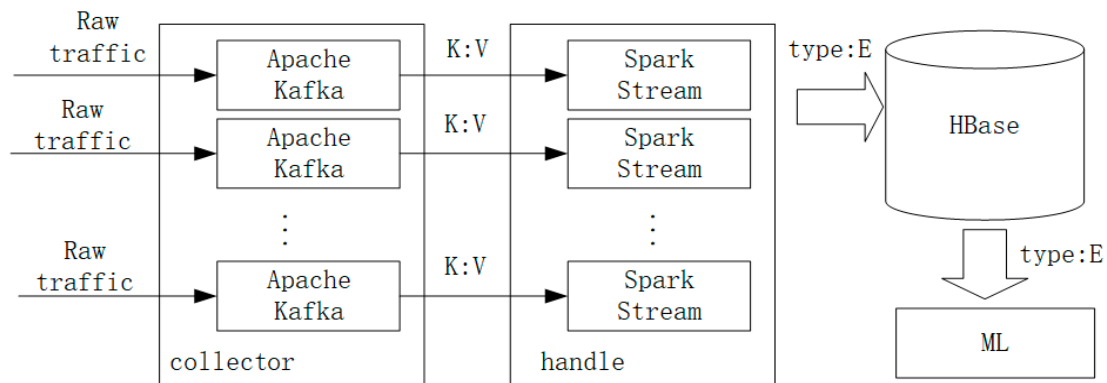 Raw
traffic
Apache
Kafka
K:V
Spark
Stream
Raw
traffic
Apache
Kafka
K:V
Spark
Stream
Raw
traffic
Apache
Kafka
K:V
Spark
Stream
collector
handle
type:E
HBase
type:E
ML